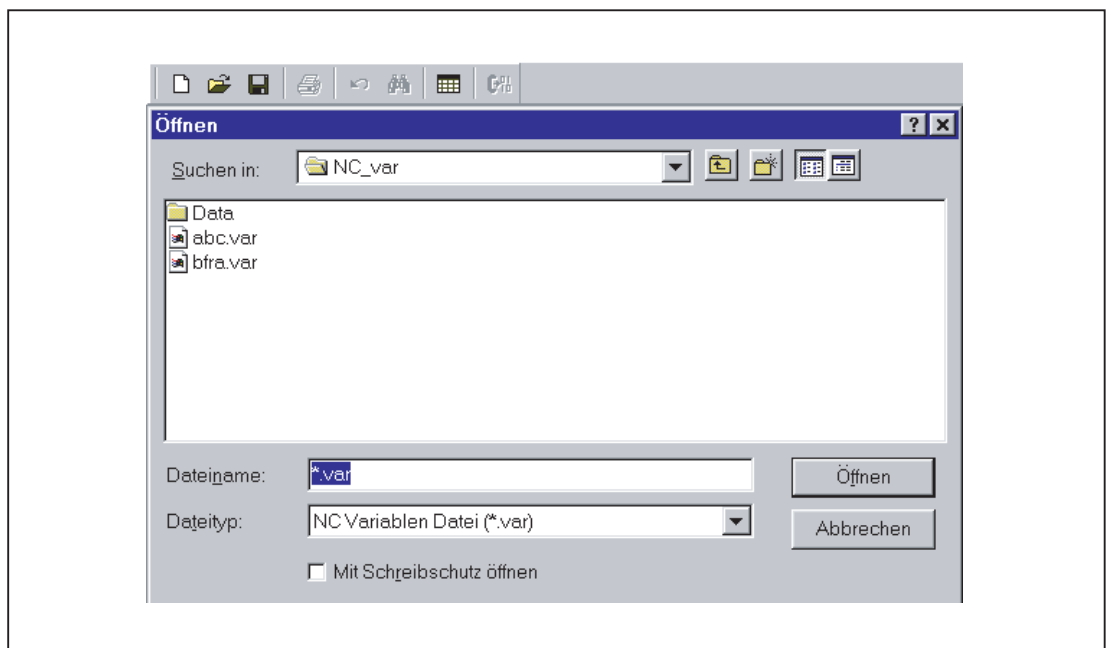 Öffnen
Suchen in:
NC_var
Data
abc.var
bfra.var
Dateiname:
*.var
Öffnen
Dateityp:
NC Variablen Datei (*.var)
Abbrechen
Mit Schreibschutz öffnen